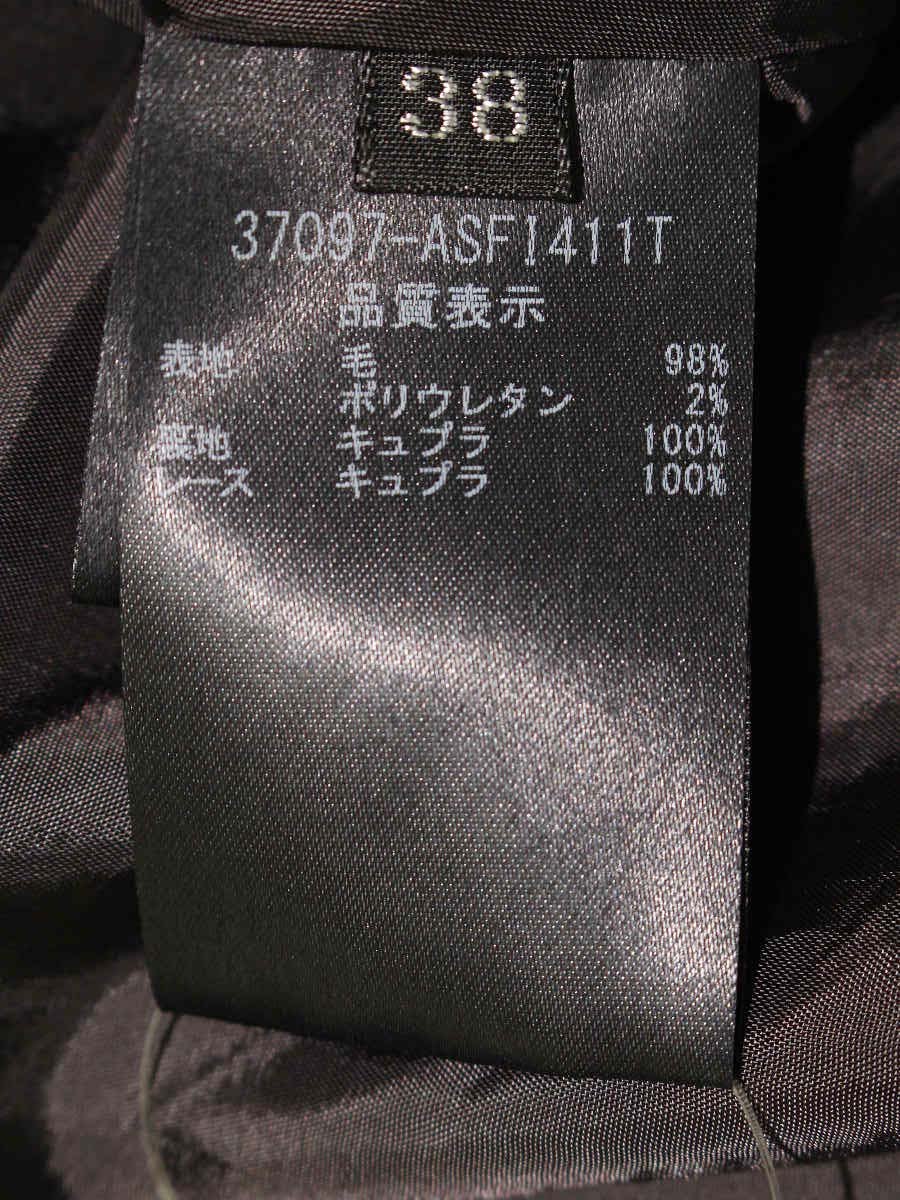 38
37097-ASFI411T
品質表示
表地 毛 98%
ポリウレタン 2%
裏地 キュプラ 100%
レース キュプラ 100%